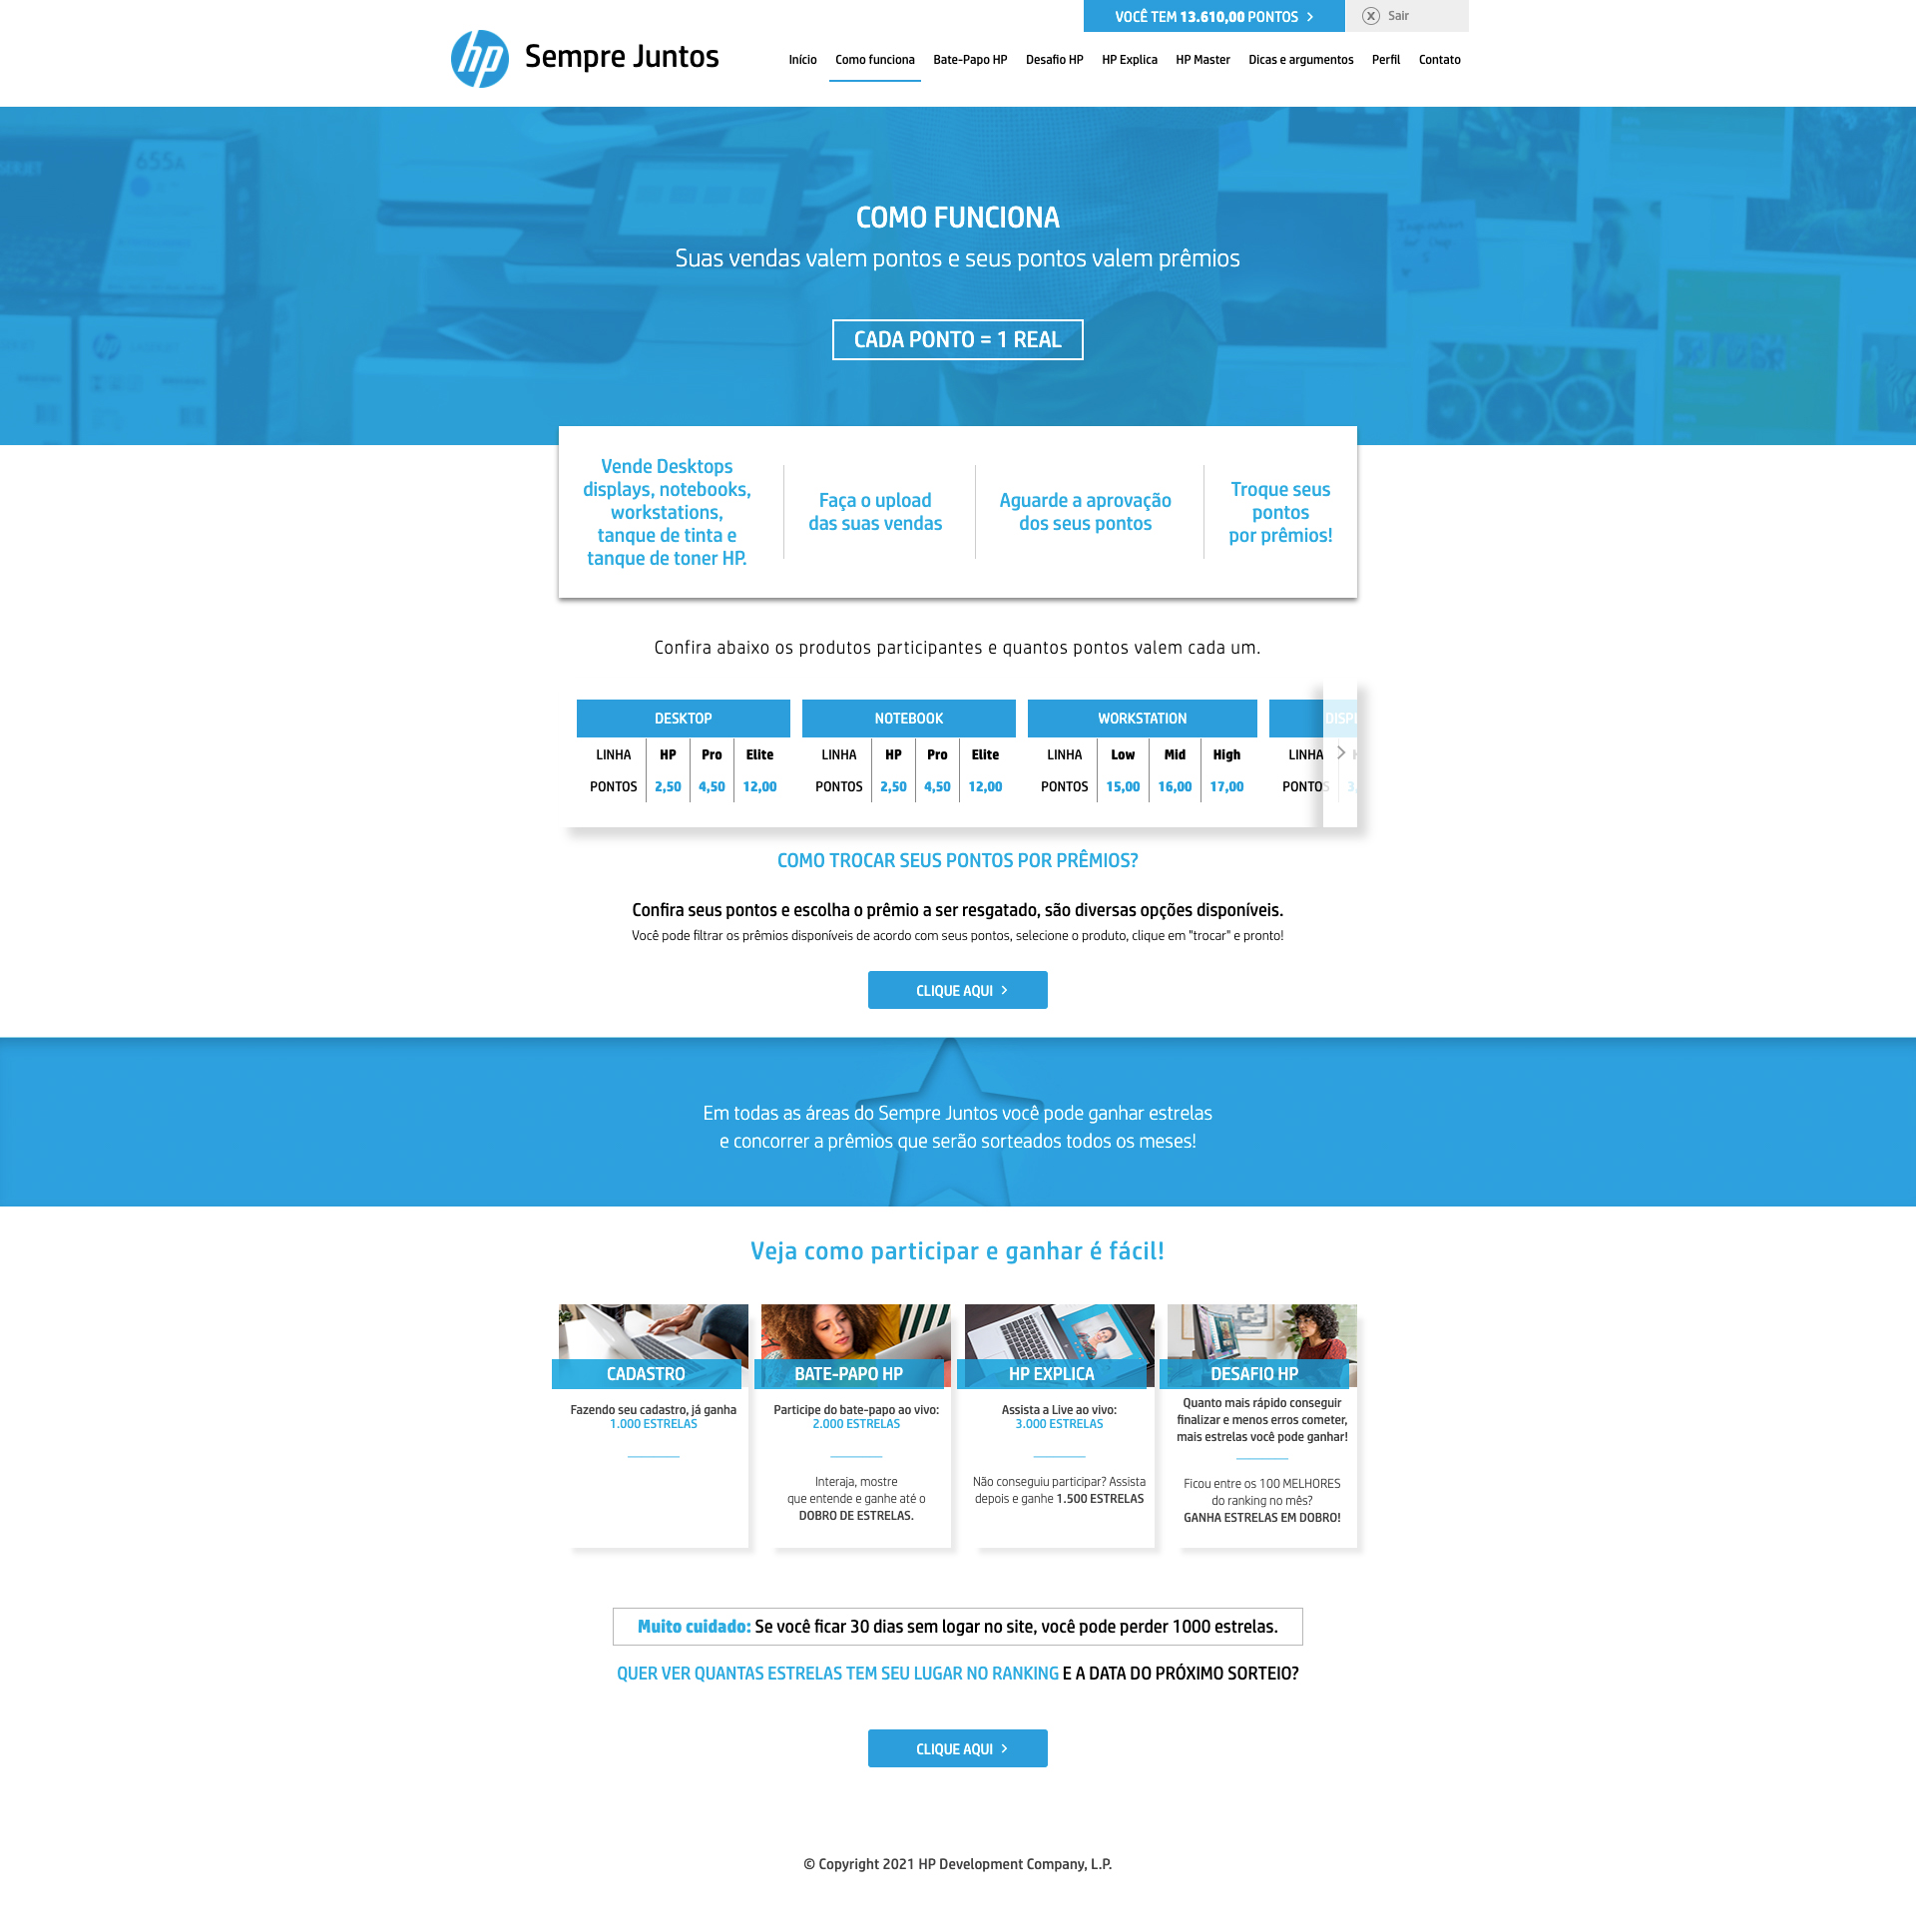 VOCÊ TEM 13.610,00 PONTOS
Sair
hp
Sempre Juntos
Início Como funciona Bate-Papo HP Desafio HP HP Explica HP Master Dicas e argumentos Perfil Contato
655A
COMO FUNCIONA
Suas vendas valem pontos e seus pontos valem prêmios
CADA PONTO = 1 REAL
Vende Desktops
displays, notebooks,
workstations,
tanque de tinta e
tanque de toner HP.
Faça o upload
das suas vendas
Aguarde a aprovação
dos seus pontos
Troque seus
pontos
por prêmios!
Confira abaixo os produtos participantes e quantos pontos valem cada um.
DESKTOP
LINHA HP Pro Elite
PONTOS 2,50 4,50 12,00
NOTEBOOK
LINHA HP Pro Elite
PONTOS 2,50 4,50 12,00
WORKSTATION
LINHA Low Mid High
PONTOS 15,00 16,00 17,00
LINHA
PONTOS
COMO TROCAR SEUS PONTOS POR PRÊMIOS?
Confira seus pontos e escolha o prêmio a ser resgatado, são diversas opções disponíveis.
Você pode filtrar os prêmios disponíveis de acordo com seus pontos, selecione o produto, clique em "trocar" e pronto!
CLIQUE AQUI
Em todas as áreas do Sempre Juntos você pode ganhar estrelas
e concorrer a prêmios que serão sorteados todos os meses!
Veja como participar e ganhar é fácil!
CADASTRO
Fazendo seu cadastro, já ganha
1.000 ESTRELAS
BATE-PAPO HP
Participe do bate-papo ao vivo:
2.000 ESTRELAS
Interaja, mostre
que entende e ganhe até o
DOBRO DE ESTRELAS.
HP EXPLICA
Assista a Live ao vivo:
3.000 ESTRELAS
Não conseguiu participar? Assista
depois e ganhe 1.500 ESTRELAS
DESAFIO HP
Quanto mais rápido conseguir
finalizar e menos erros cometer,
mais estrelas você pode ganhar!
Ficou entre os 100 MELHORES
do ranking no mês?
GANHA ESTRELAS EM DOBRO!
Muito cuidado: Se você ficar 30 dias sem logar no site, você pode perder 1000 estrelas.
QUER VER QUANTAS ESTRELAS TEM SEU LUGAR NO RANKING E A DATA DO PRÓXIMO SORTEIO?
CLIQUE AQUI
© Copyright 2021 HP Development Company, L.P.